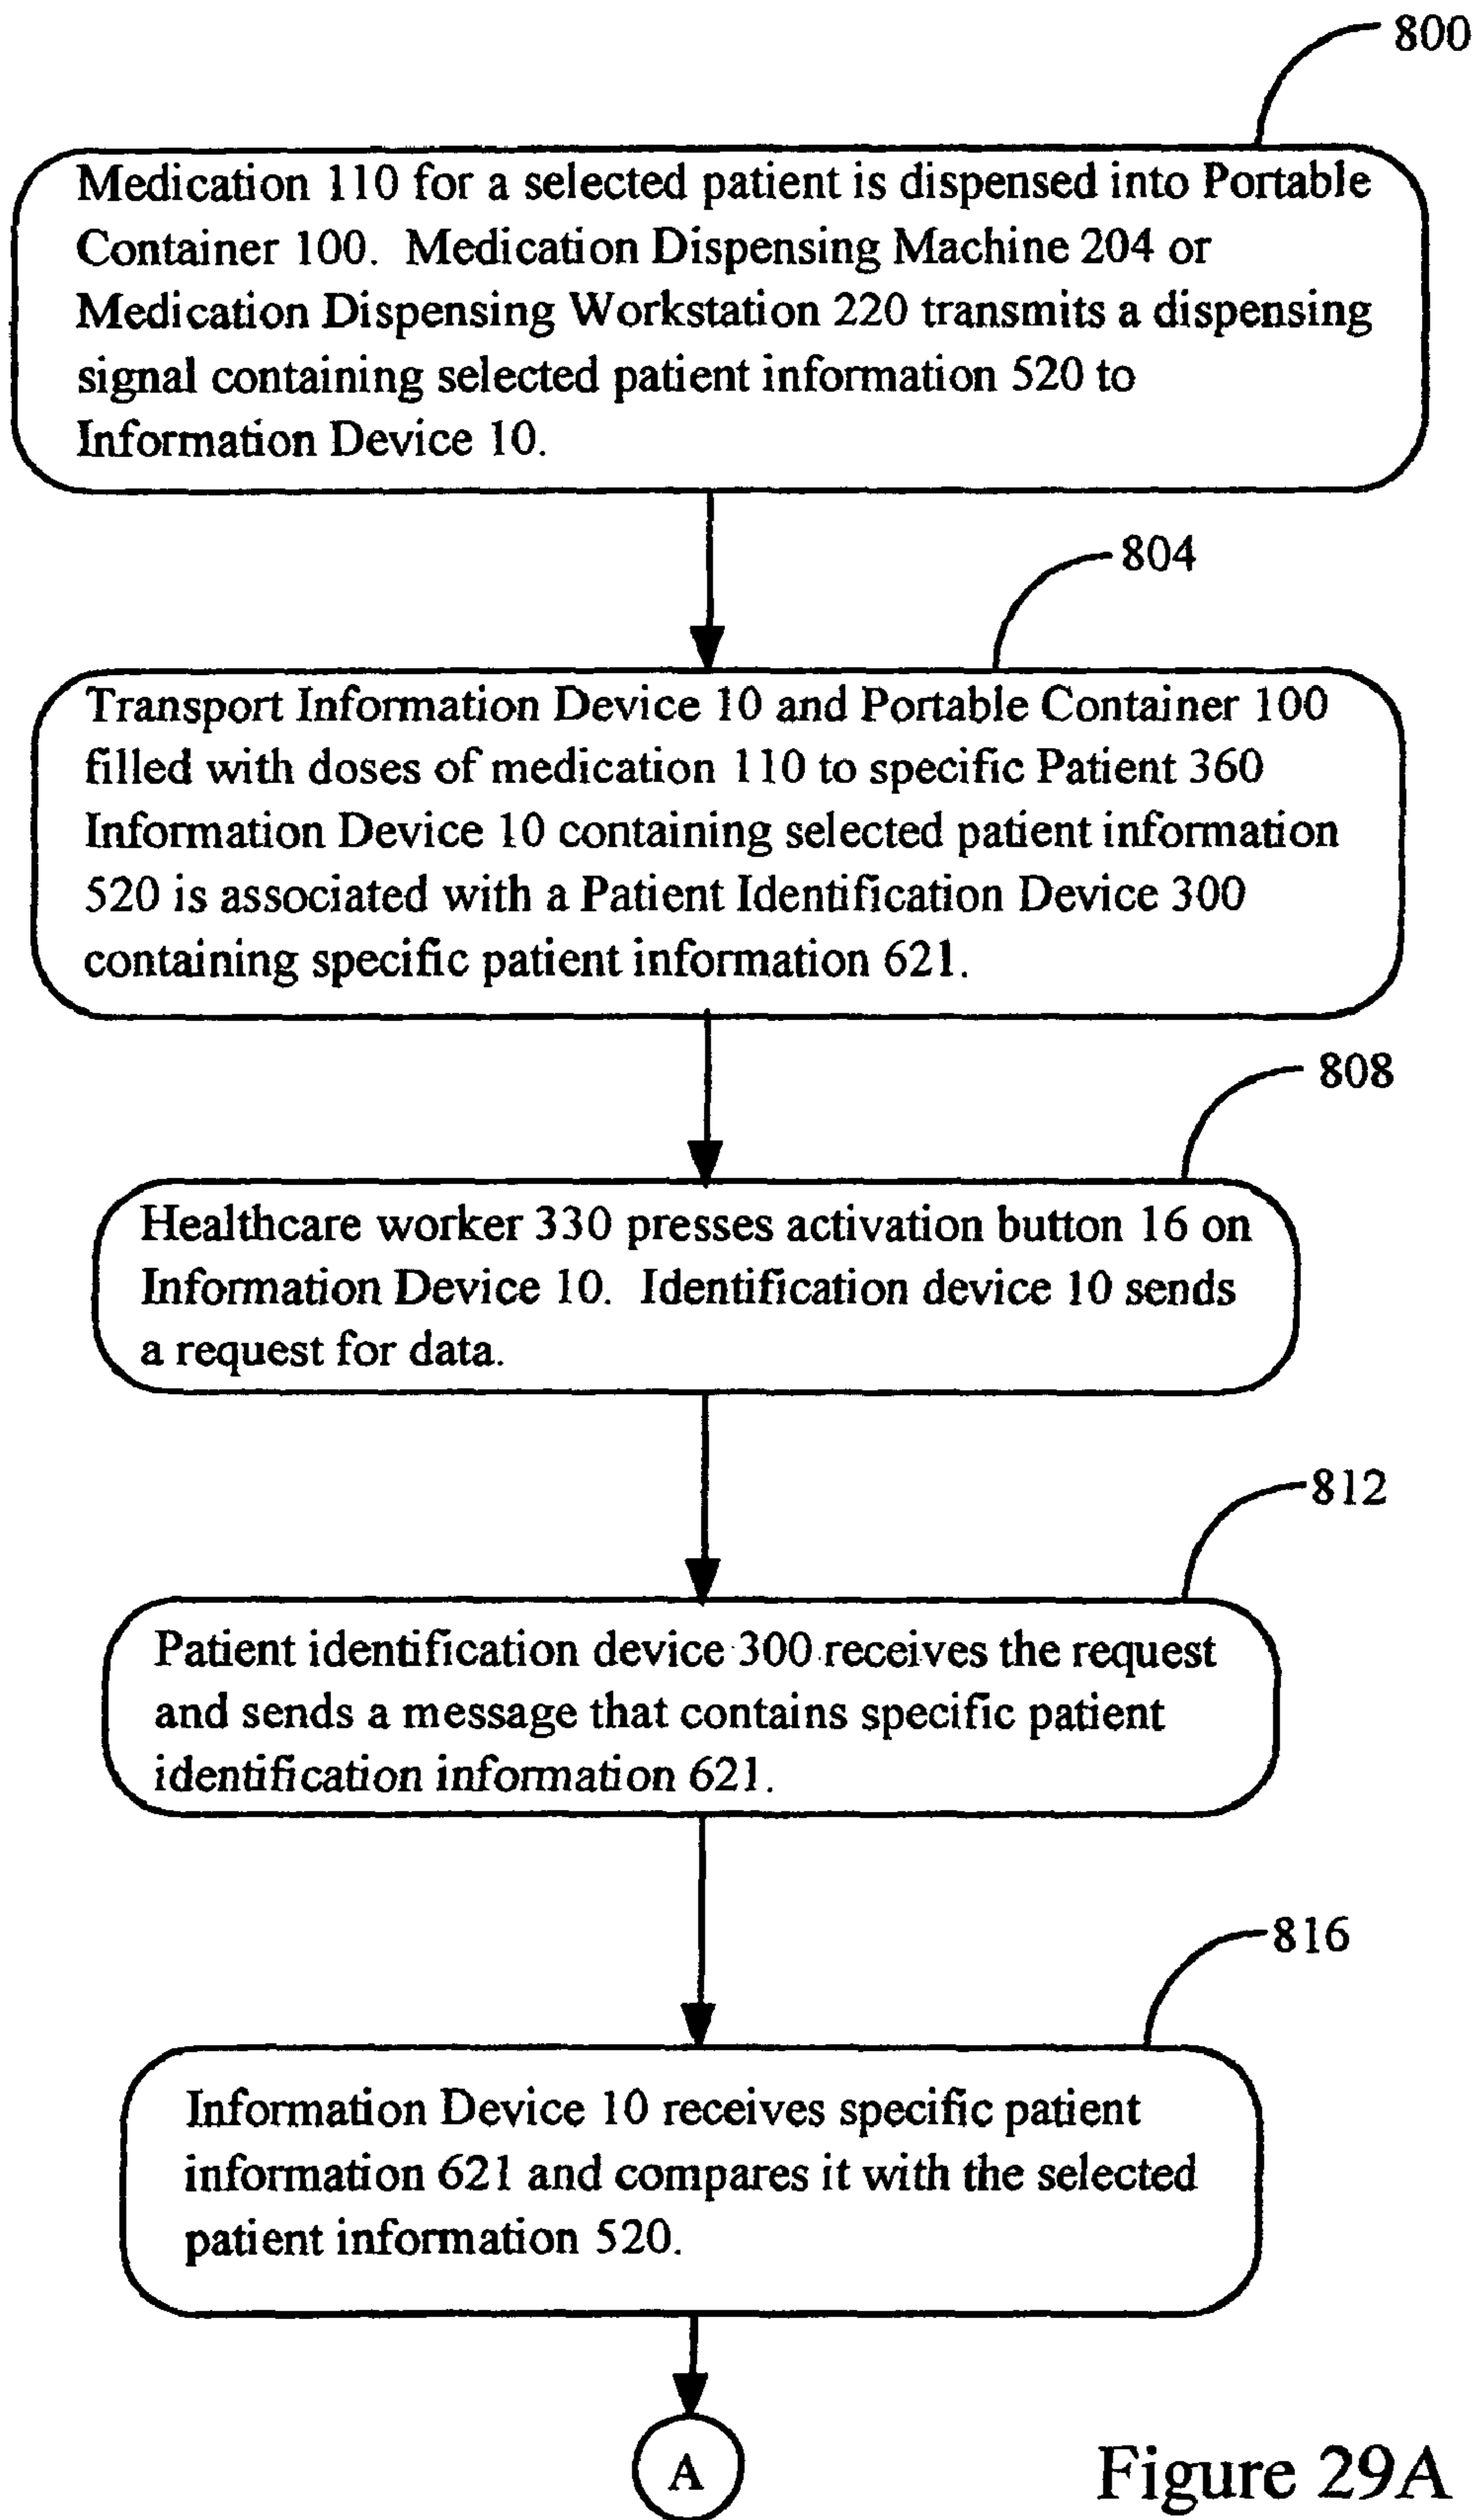 800
Medication 110 for a selected patient is dispensed into Portable
Container 100. Medication Dispensing Machine 204 or
Medication Dispensing Workstation 220 transmits a dispensing
signal containing selected patient information 520 to
Information Device 10.
804
Transport Information Device 10 and Portable Container 100
filled with doses of medication 110 to specific Patient 360
Information Device 10 containing selected patient information
520 is associated with a Patient Identification Device 300
containing specific patient information 621.
808
Healthcare worker 330 presses activation button 16 on
Information Device 10. Identification device 10 sends
a request for data.
812
Patient identification device 300 receives the request
and sends a message that contains specific patient
identification information 621.
816
Information Device 10 receives specific patient
information 621 and compares it with the selected
patient information 520.
A
Figure 29A